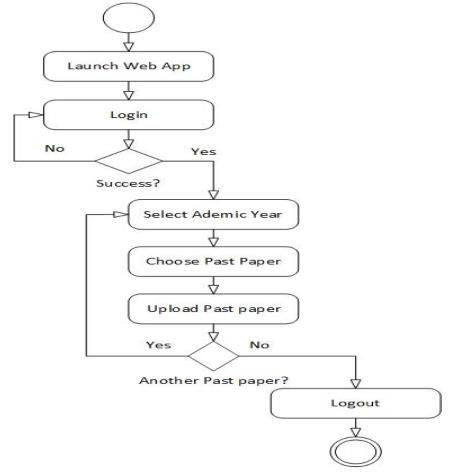 Launch Web App
Login
No
Yes
Success?
Select Ademic Year
Choose Past Paper
Upload Past paper
Yes
No
Another Past paper?
Logout